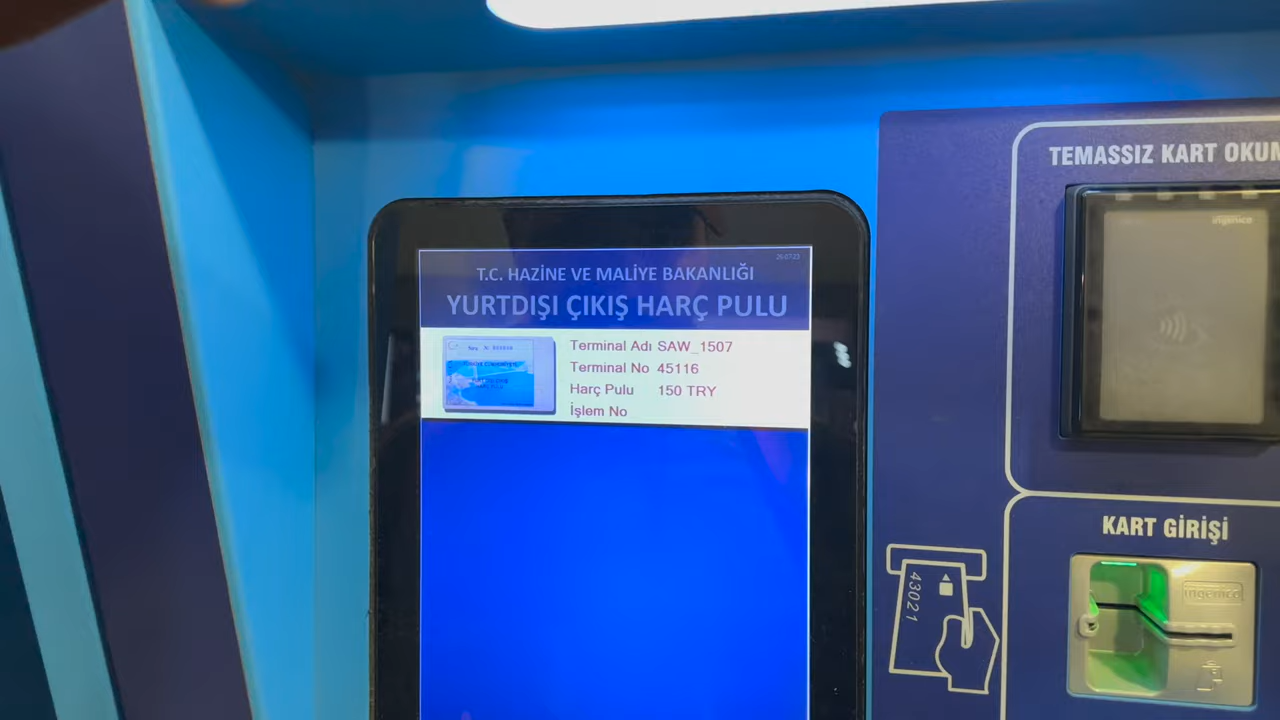 TEMASSIZ KART
ingenico
T.C. HAZİNE VE MALİYE BAKANLIĞI
YURTDIŞI ÇIKIŞ HARÇ PULU
Terminal Adı SAW_1507
Terminal No 45116
Harç Pulu 150 TRY
İşlem No
KART GİRİŞİ
ingenico
43021